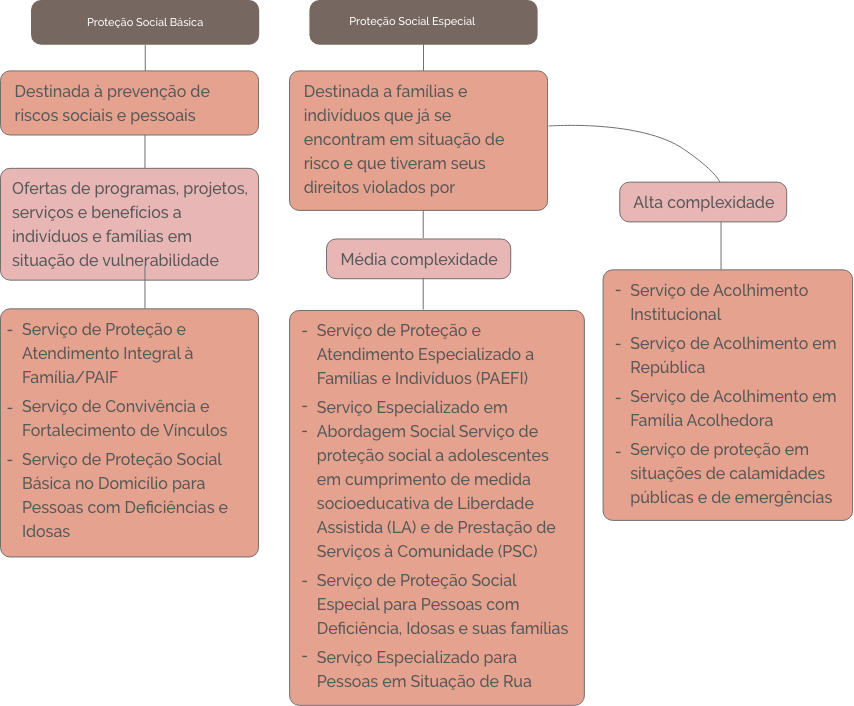 Proteção Social Básica
Destinada à prevenção de
riscos sociais e pessoais
Ofertas de programas, projetos,
serviços e benefícios a
indivíduos e famílias em
situação de vulnerabilidade
- Serviço de Proteção e
Atendimento Integral à
Família/PAIF
- Serviço de Convivência e
Fortalecimento de Vínculos
- Serviço de Proteção Social
Básica no Domicílio para
Pessoas com Deficiências e
Idosas
Proteção Social Especial
Destinada a famílias e
indivíduos que já se
encontram em situação de
risco e que tiveram seus
direitos violados por
Média complexidade
- Serviço de Proteção e
Atendimento Especializado a
Famílias e Indivíduos (PAEFI)
- Serviço Especializado em
- Abordagem Social Serviço de
proteção social a adolescentes
em cumprimento de medida
socioeducativa de Liberdade
Assistida (LA) e de Prestação de
Serviços à Comunidade (PSC)
- Serviço de Proteção Social
Especial para Pessoas com
Deficiência, Idosas e suas famílias
- Serviço Especializado para
Pessoas em Situação de Rua
Alta complexidade
- Serviço de Acolhimento
Institucional
- Serviço de Acolhimento em
República
- Serviço de Acolhimento em
Família Acolhedora
- Serviço de proteção em
situações de calamidades
públicas e de emergências